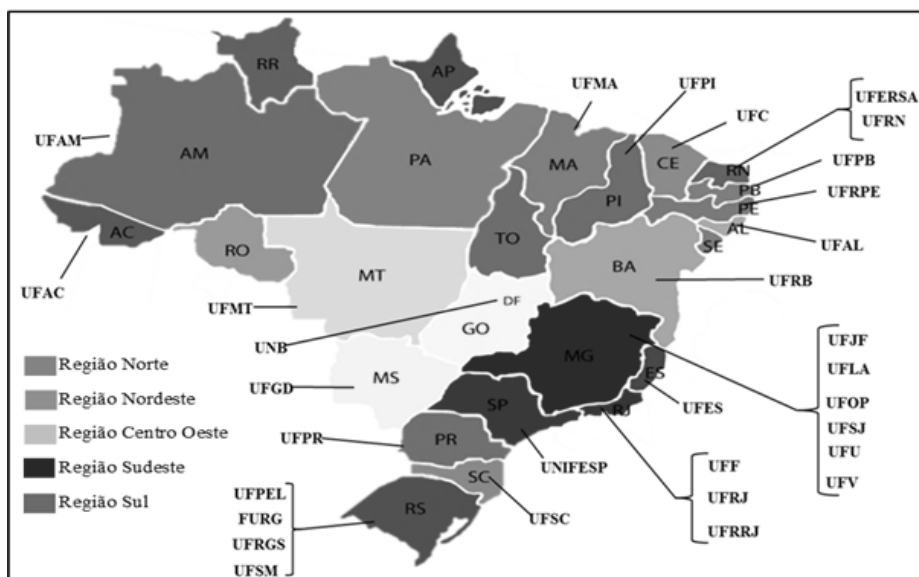 RR
AP
UFMA
UFPI
UFERSA
UFRN
UFC
UFAM
AM
PA
MA
CE
RN
PB
UFPB
PI
PE
UFRPE
AC
RO
TO
AL
SE
UFAL
BA
UFAC
MT
UFRB
UFMT
DF
UNB
GO
MG
ES
UFJF
UFLA
UFOP
UFSJ
UFU
UFV
Região Norte
Região Nordeste
Região Centro Oeste
Região Sudeste
Região Sul
MS
UFGD
SP
RJ
UFES
UFPR
PR
UNIFESP
UFF
UFRJ
UFRRJ
SC
UFSC
UFPEL
FURG
UFRGS
UFSM
RS